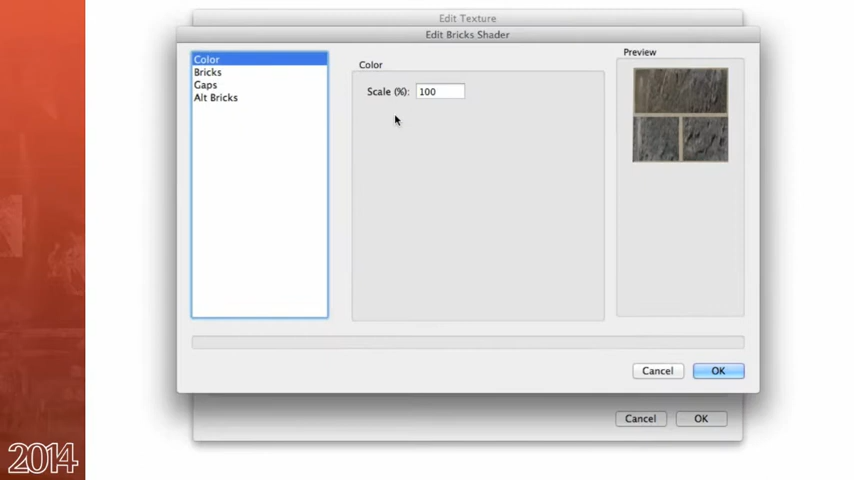 Edit Texture
Edit Bricks Shader
Color
Bricks
Gaps
Alt Bricks
Color
Scale (%): 100
Preview
Cancel OK
Cancel OK
2014